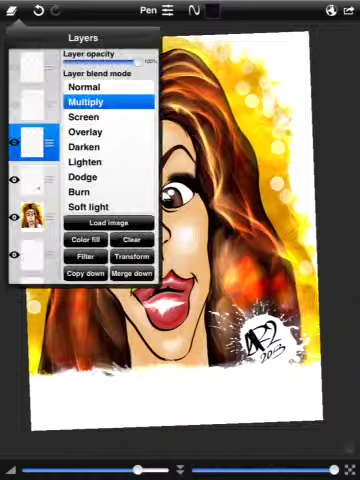 Pen
Layers
Layer opacity
100%
Layer blend mode
Normal
Multiply
Screen
Overlay
Darken
Lighten
Dodge
Burn
Soft light
Load image
Color fill
Clear
Filter
Transform
Copy down
Merge down
2013